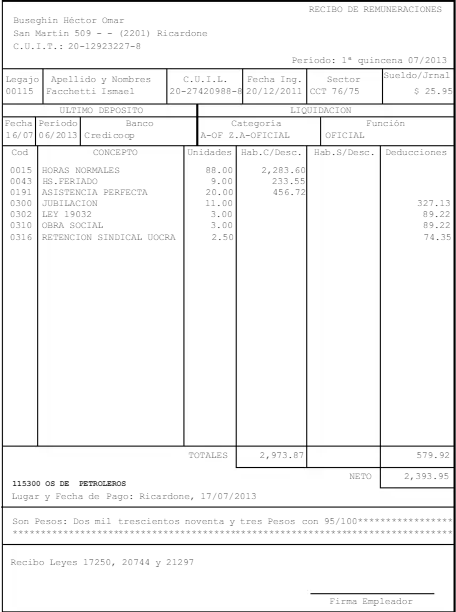 RECIBO DE REMUNERACIONES
Buseghin Héctor Omar
San Martin 509 - - (2201) Ricardone
C.U.I.T.: 20-12923227-8
Periodo: 1ª quincena 07/2013
Legajo Apellido y Nombres C.U.I.L. Fecha Ing. Sector Sueldo/Jrnal
00115 Facchetti Ismael 20-27420988-8 20/12/2011 CCT 76/75 $ 25.95
ULTIMO DEPOSITO LIQUIDACION
Fecha Periodo Banco Categoría Función
16/07 06/2013 Credicoop A-OF Z.A-OFICIAL OFICIAL
Cod CONCEPTO Unidades Hab.C/Desc. Hab.S/Desc. Deducciones
0015 HORAS NORMALES 88.00 2,283.60
0043 HS.FERIADO 9.00 233.55
0191 ASISTENCIA PERFECTA 20.00 456.72
0300 JUBILACION 11.00 327.13
0302 LEY 19032 3.00 89.22
0310 OBRA SOCIAL 3.00 89.22
0316 RETENCION SINDICAL UOCRA 2.50 74.35
TOTALES 2,973.87 579.92
NETO 2,393.95
115300 OS DE PETROLEROS
Lugar y Fecha de Pago: Ricardone, 17/07/2013
Son Pesos: Dos mil trescientos noventa y tres Pesos con 95/100*****************
*******************************************************************************
Recibo Leyes 17250, 20744 y 21297
Firma Empleador